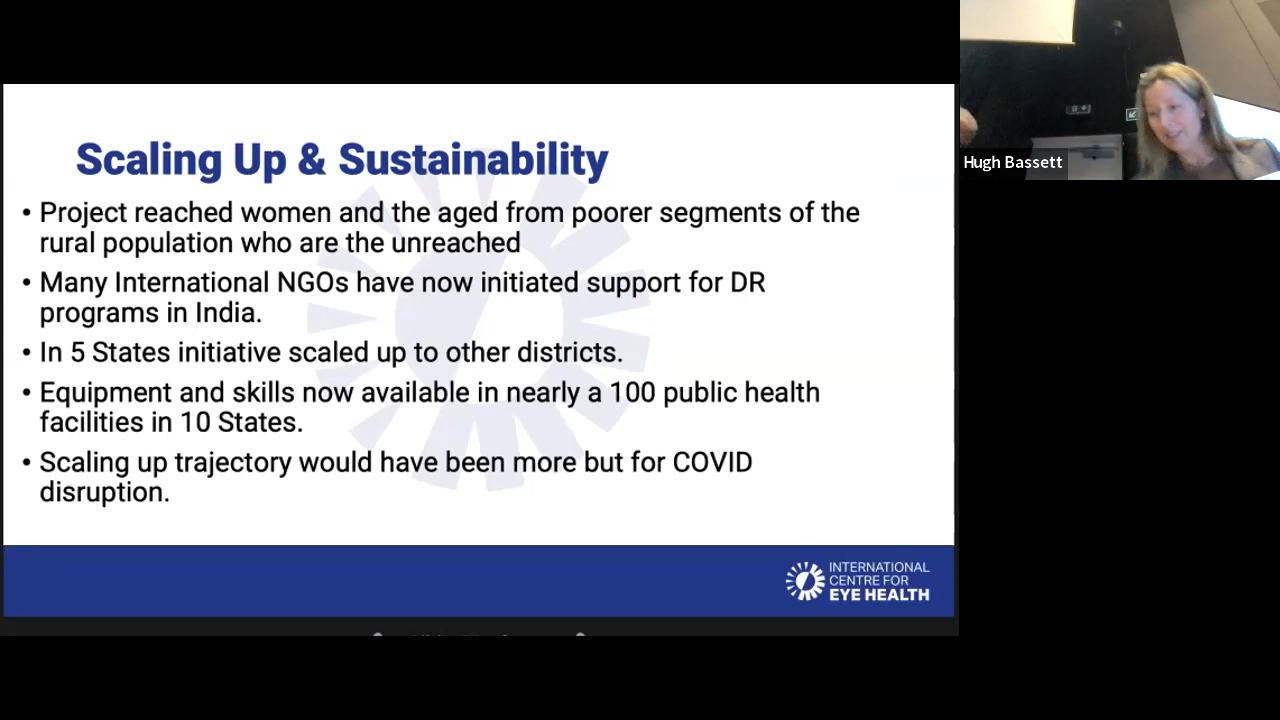 Scaling Up & Sustainability
• Project reached women and the aged from poorer segments of the
rural population who are the unreached
• Many International NGOs have now initiated support for DR
programs in India.
• In 5 States initiative scaled up to other districts.
• Equipment and skills now available in nearly a 100 public health
facilities in 10 States.
• Scaling up trajectory would have been more but for COVID
disruption.
INTERNATIONAL
CENTRE FOR
EYE HEALTH
Hugh Bassett